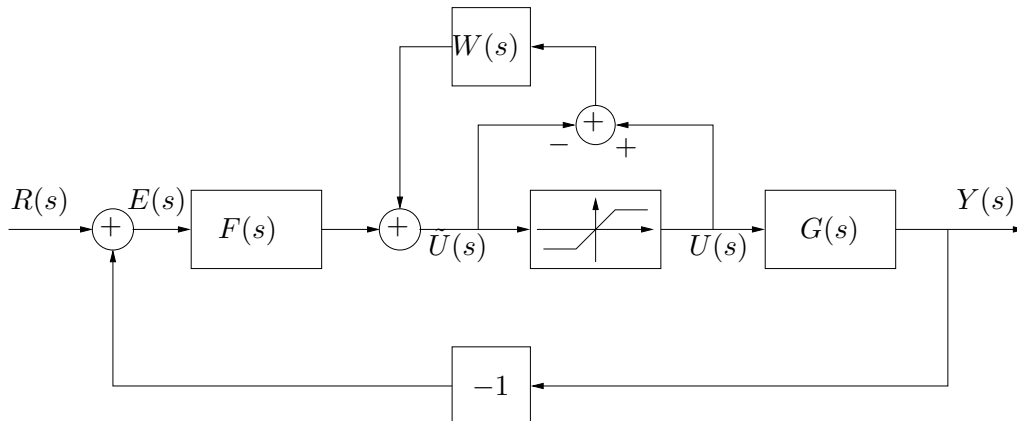 W(s)
+
− +
R(s) E(s) Y(s)
+ F(s) + G(s)
Ũ(s) U(s)
−1